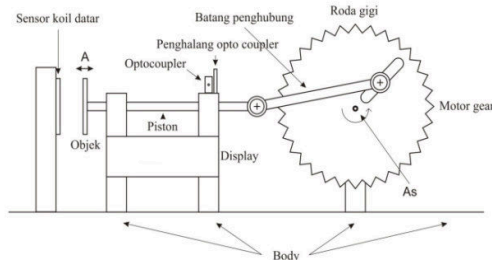 Sensor koil datar
A
Objek
Piston
Optocoupler
Penghalang opto coupler
Batang penghubung
Roda gigi
Motor gear
As
Display
Body